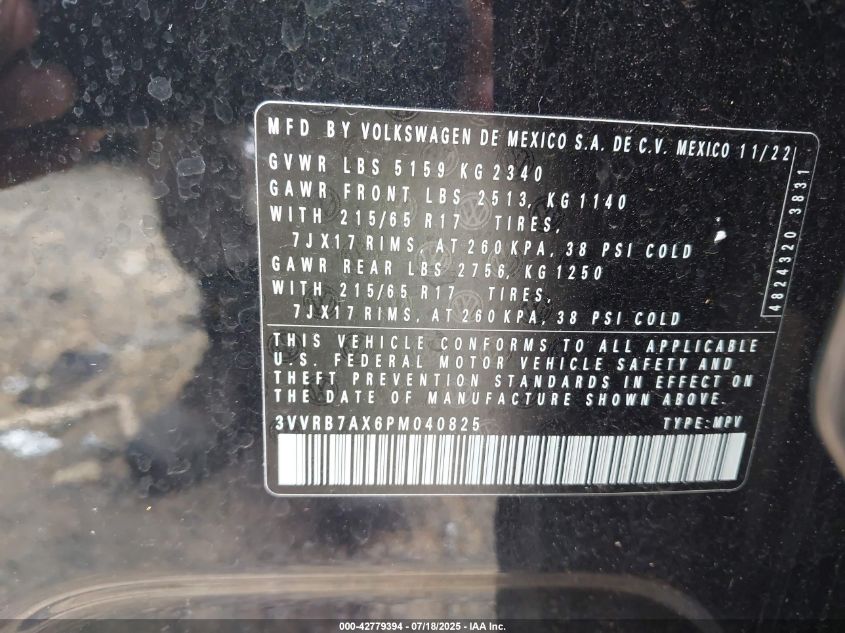 MFD BY VOLKSWAGEN DE MEXICO S.A. DE C.V. MEXICO 11/22
GVWR LBS 5159 KG 2340
GAWR FRONT LBS 2513, KG 1140
WITH 215/65 R17 TIRES,
7JX17 RIMS, AT 260 KPA, 38 PSI COLD
GAWR REAR LBS 2756, KG 1250
WITH 215/65 R17 TIRES,
7JX17 RIMS, AT 260 KPA, 38 PSI COLD
4824320 3831
THIS VEHICLE CONFORMS TO ALL APPLICABLE
U.S. FEDERAL MOTOR VEHICLE SAFETY AND
THEFT PREVENTION STANDARDS IN EFFECT ON
THE DATE OF MANUFACTURE SHOWN ABOVE.
3VVRB7AX6PM040825 TYPE: MPV
000-42779394 - 07/18/2025 - IAA Inc.